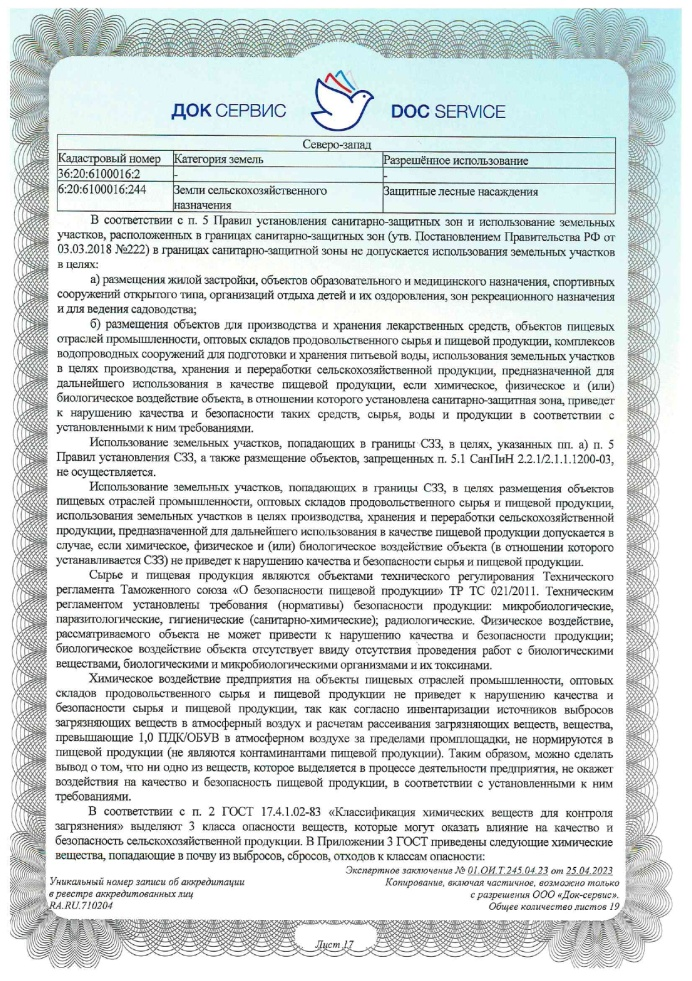 ДОК СЕРВИС DOC SERVICE
Северо-запад
Кадастровый номер Категория земель Разрешённое использование
36:20:6100016:2 - -
6:20:6100016:244 Земли сельскохозяйственного назначения Защитные лесные насаждения
В соответствии с п. 5 Правил установления санитарно-защитных зон и использование земельных
участков, расположенных в границах санитарно-защитных зон (утв. Постановлением Правительства РФ от
03.03.2018 №222) в границах санитарно-защитной зоны не допускается использования земельных участков
в целях:
а) размещения жилой застройки, объектов образовательного и медицинского назначения, спортивных
сооружений открытого типа, организаций отдыха детей и их оздоровления, зон рекреационного назначения
и для ведения садоводства;
б) размещения объектов для производства и хранения лекарственных средств, объектов пищевых
отраслей промышленности, оптовых складов продовольственного сырья и пищевой продукции, комплексов
водопроводных сооружений для подготовки и хранения питьевой воды, использования земельных участков
в целях производства, хранения и переработки сельскохозяйственной продукции, предназначенной для
дальнейшего использования в качестве пищевой продукции, если химическое, физическое и (или)
биологическое воздействие объекта, в отношении которого установлена санитарно-защитная зона, приведет
к нарушению качества и безопасности таких средств, сырья, воды и продукции в соответствии с
установленными к ним требованиями.
Использование земельных участков, попадающих в границы СЗЗ, в целях, указанных пп. а) п. 5
Правил установления СЗЗ, а также размещение объектов, запрещенных п. 5.1 СанПиН 2.2.1/2.1.1.1200-03,
не осуществляется.
Использование земельных участков, попадающих в границы СЗЗ, в целях размещения объектов
пищевых отраслей промышленности, оптовых складов продовольственного сырья и пищевой продукции,
использования земельных участков в целях производства, хранения и переработки сельскохозяйственной
продукции, предназначенной для дальнейшего использования в качестве пищевой продукции допускается в
случае, если химическое, физическое и (или) биологическое воздействие объекта (в отношении которого
устанавливается СЗЗ) не приведет к нарушению качества и безопасности сырья и пищевой продукции.
Сырье и пищевая продукция являются объектами технического регулирования Технического
регламента Таможенного союза «О безопасности пищевой продукции» ТР ТС 021/2011. Техническим
регламентом установлены требования (нормативы) безопасности продукции: микробиологические,
паразитологические, гигиенические (санитарно-химические); радиологические. Физическое воздействие,
рассматриваемого объекта не может привести к нарушению качества и безопасности продукции;
биологическое воздействие объекта отсутствует ввиду отсутствия проведения работ с биологическими
веществами, биологическими и микробиологическими организмами и их токсинами.
Химическое воздействие предприятия на объекты пищевых отраслей промышленности, оптовых
складов продовольственного сырья и пищевой продукции не приведет к нарушению качества и
безопасности сырья и пищевой продукции, так как согласно инвентаризации источников выбросов
загрязняющих веществ в атмосферный воздух и расчетам рассеивания загрязняющих веществ, вещества,
превышающие 1,0 ПДК/ОБУВ в атмосферном воздухе за пределами промплощадки, не нормируются в
пищевой продукции (не являются контаминантами пищевой продукции). Таким образом, можно сделать
вывод о том, что ни одно из веществ, которое выделяется в процессе деятельности предприятия, не окажет
воздействия на качество и безопасность пищевой продукции, в соответствии с установленными к ним
требованиями.
В соответствии с п. 2 ГОСТ 17.4.1.02-83 «Классификация химических веществ для контроля
загрязнения» выделяют 3 класса опасности веществ, которые могут оказать влияние на качество и
безопасность сельскохозяйственной продукции. В Приложении 3 ГОСТ приведены следующие химические
вещества, попадающие в почву из выбросов, сбросов, отходов к классам опасности:
Экспертное заключение № 01.ОИ.Т.245.04.23 от 25.04.2023
Уникальный номер записи об аккредитации Копирование, включая частичное, возможно только
в реестре аккредитованных лиц с разрешения ООО «Док-сервис».
RA.RU.710204 Общее количество листов 19
Лист 17